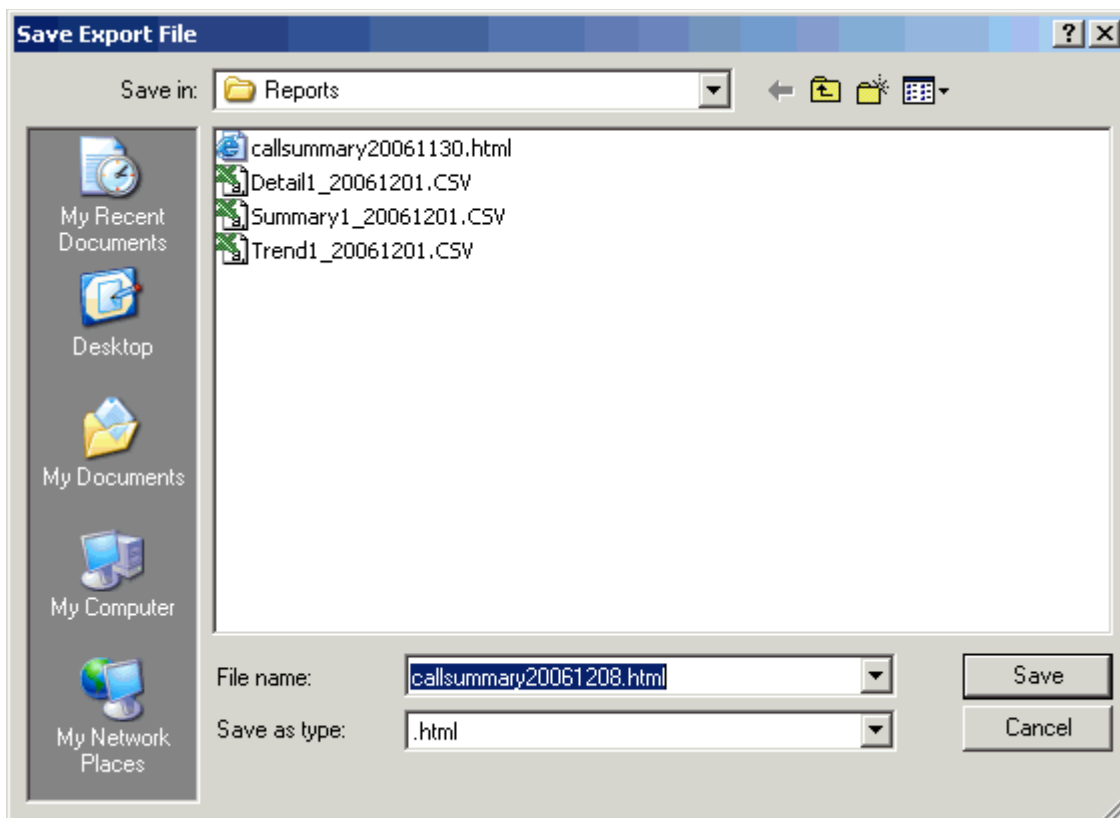 Save Export File
Save in:
Reports
callsummary20061130.html
Detail1_20061201.CSV
Summary1_20061201.CSV
Trend1_20061201.CSV
My Recent
Documents
Desktop
My Documents
My Computer
My Network
Places
File name:
callsummary20061208.html
Save
Save as type:
.html
Cancel